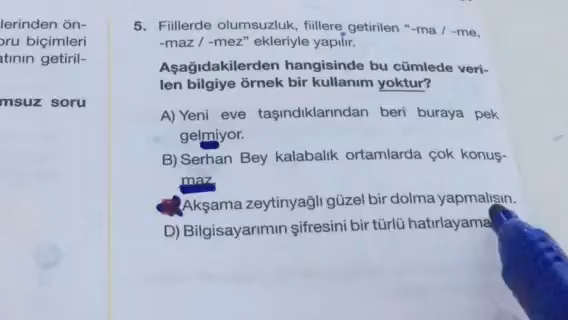 lerinden ön-
oru biçimleri
atının getiril-
msuz soru
5. Fiillerde olumsuzluk, fiillere getirilen "-ma / -me,
-maz / -mez" ekleriyle yapılır.
Aşağıdakilerden hangisinde bu cümlede veri-
len bilgiye örnek bir kullanım yoktur?
A) Yeni eve taşındıklarından beri buraya pek
gelmiyor.
B) Serhan Bey kalabalık ortamlarda çok konuş-
maz.
Akşama zeytinyağlı güzel bir dolma yapmalısın.
D) Bilgisayarımın şifresini bir türlü hatırlayama